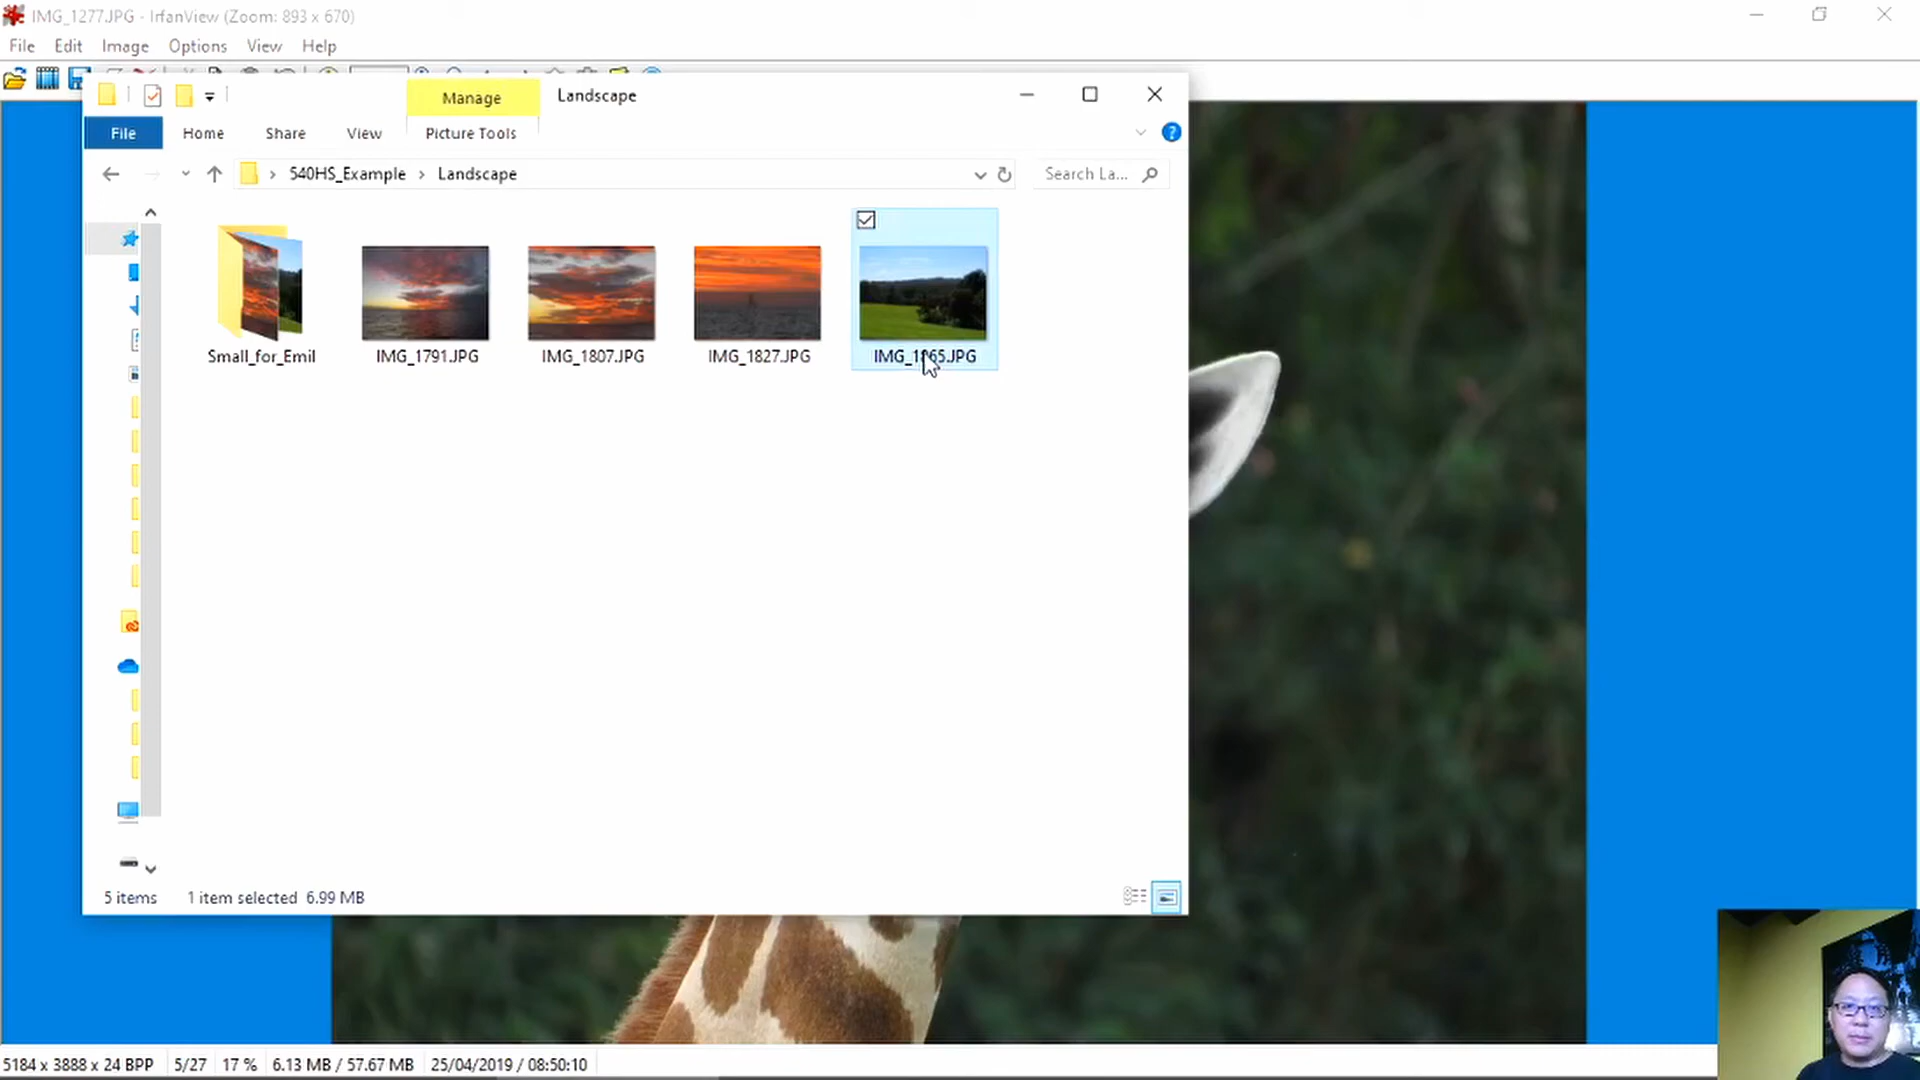 IMG_1277.JPG - IrfanView (Zoom: 893 x 670)
File Edit Image Options View Help
Manage Landscape
File Home Share View Picture Tools
?
540HS_Example › Landscape
Search La...
Small_for_Emil
IMG_1791.JPG
IMG_1807.JPG
IMG_1827.JPG
IMG_1865.JPG
5 items 1 item selected 6.99 MB
5184 x 3888 x 24 BPP 5/27 17 % 6.13 MB / 57.67 MB 25/04/2019 / 08:50:10